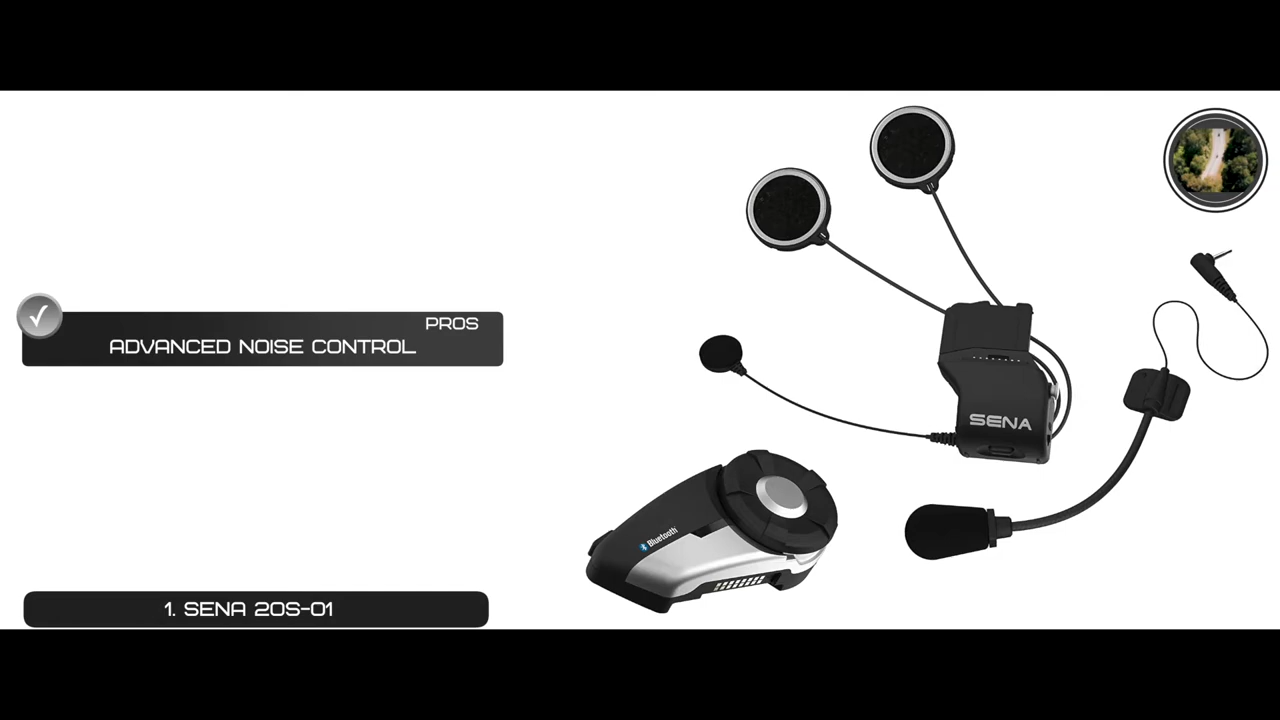 PROS
ADVANCED NOISE CONTROL
SENA
Bluetooth
1. SENA 20S-01